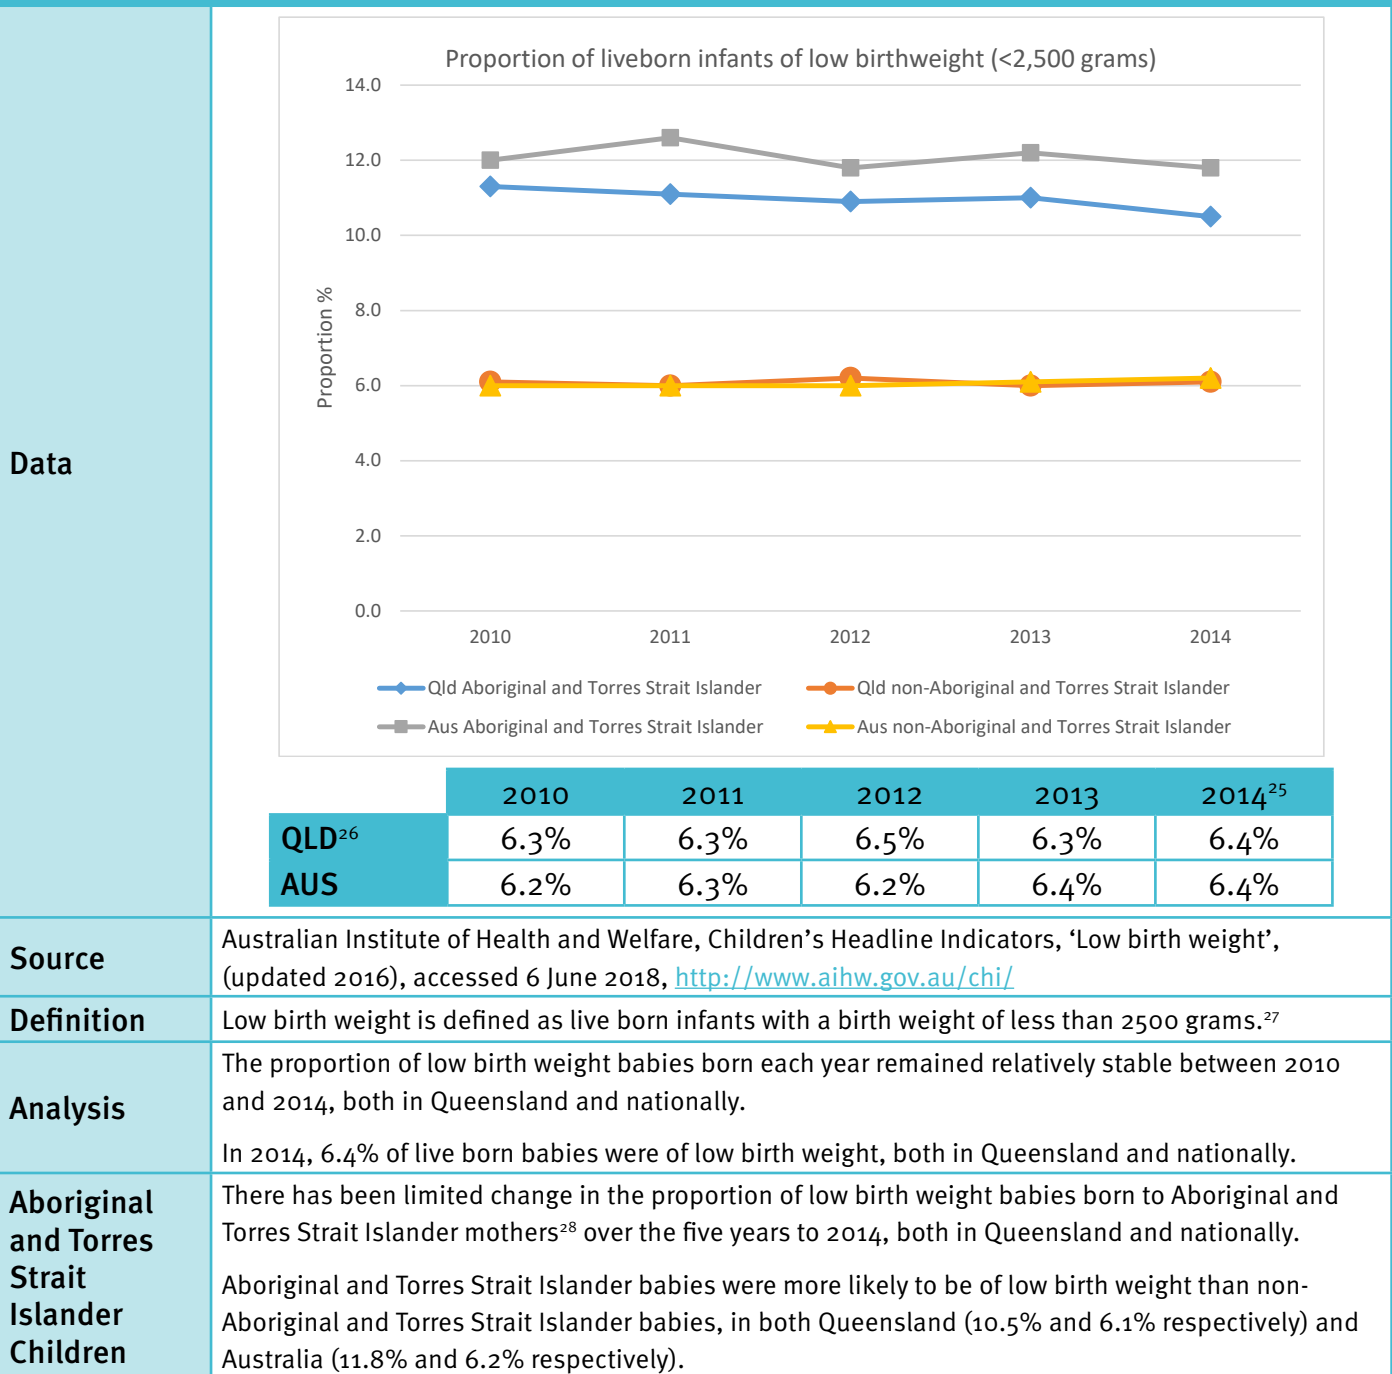 Data
Proportion of liveborn infants of low birthweight (<2,500 grams)
14.0
12.0
10.0
8.0
6.0
4.0
2.0
0.0
Proportion %
2010 2011 2012 2013 2014
Qld Aboriginal and Torres Strait Islander Qld non-Aboriginal and Torres Strait Islander
Aus Aboriginal and Torres Strait Islander Aus non-Aboriginal and Torres Strait Islander
2010 2011 2012 2013 2014²⁵
QLD²⁶ 6.3% 6.3% 6.5% 6.3% 6.4%
AUS 6.2% 6.3% 6.2% 6.4% 6.4%
Source
Australian Institute of Health and Welfare, Children’s Headline Indicators, ‘Low birth weight’,
(updated 2016), accessed 6 June 2018, http://www.aihw.gov.au/chi/
Definition
Low birth weight is defined as live born infants with a birth weight of less than 2500 grams.²⁷
Analysis
The proportion of low birth weight babies born each year remained relatively stable between 2010
and 2014, both in Queensland and nationally.
In 2014, 6.4% of live born babies were of low birth weight, both in Queensland and nationally.
Aboriginal
and Torres
Strait
Islander
Children
There has been limited change in the proportion of low birth weight babies born to Aboriginal and
Torres Strait Islander mothers²⁸ over the five years to 2014, both in Queensland and nationally.
Aboriginal and Torres Strait Islander babies were more likely to be of low birth weight than non-
Aboriginal and Torres Strait Islander babies, in both Queensland (10.5% and 6.1% respectively) and
Australia (11.8% and 6.2% respectively).